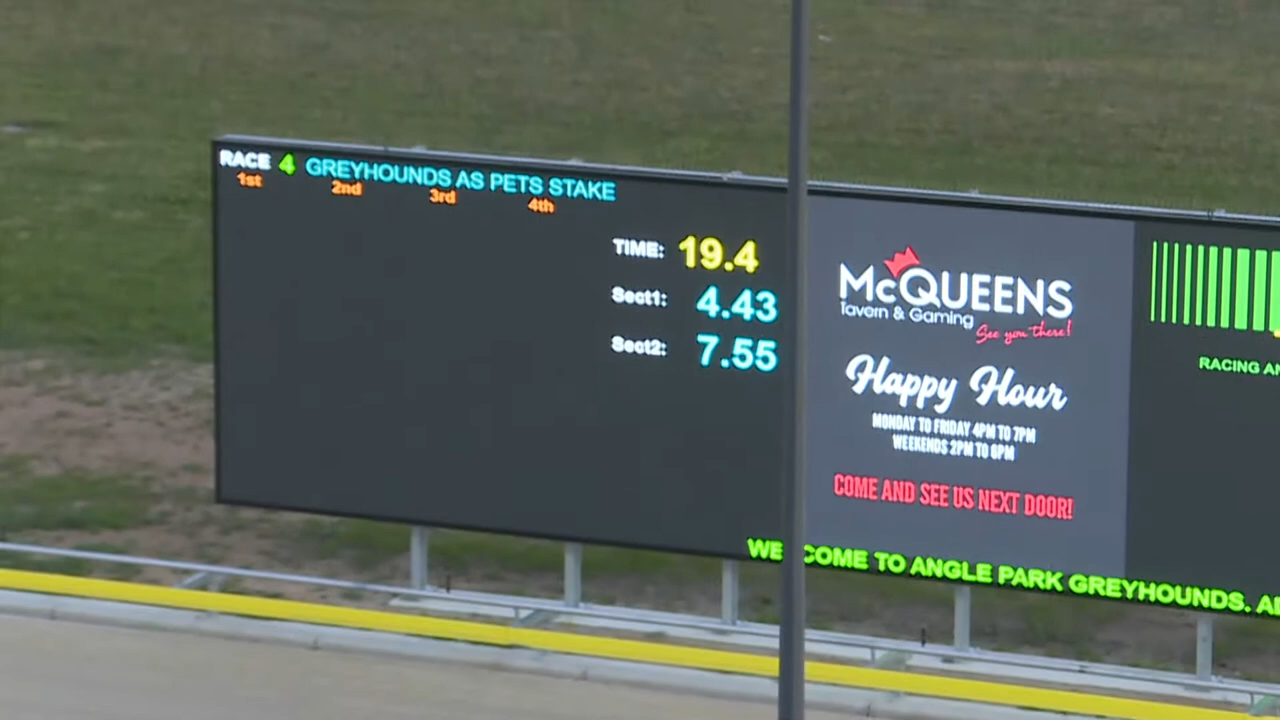 RACE 4 GREYHOUNDS AS PETS STAKE
1st 2nd 3rd 4th
TIME: 19.4
Sect1: 4.43
Sect2: 7.55
McQUEENS
Tavern & Gaming
See you there!
Happy Hour
MONDAY TO FRIDAY 4PM TO 7PM
WEEKENDS 2PM TO 6PM
COME AND SEE US NEXT DOOR!
RACING
COME TO ANGLE PARK GREYHOUNDS.